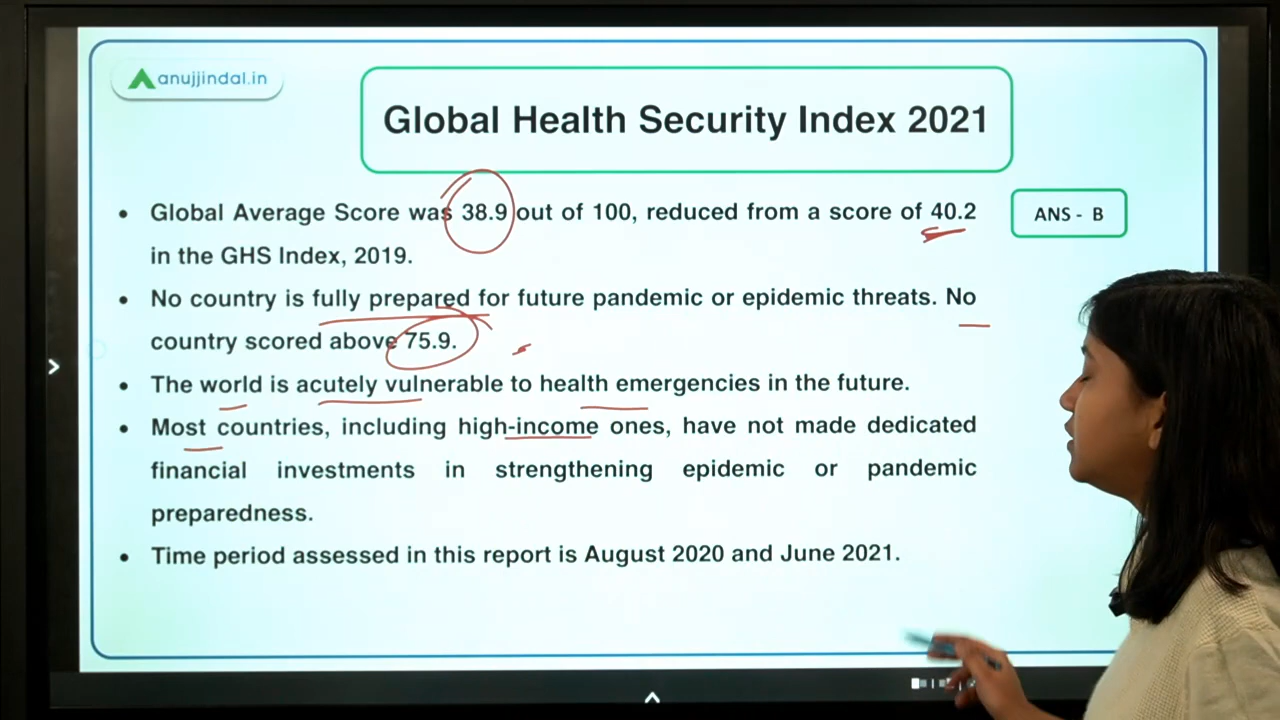 anujjindal.in
Global Health Security Index 2021
• Global Average Score was 38.9 out of 100, reduced from a score of 40.2
in the GHS Index, 2019.
ANS - B
• No country is fully prepared for future pandemic or epidemic threats. No
country scored above 75.9.
• The world is acutely vulnerable to health emergencies in the future.
• Most countries, including high-income ones, have not made dedicated
financial investments in strengthening epidemic or pandemic
preparedness.
• Time period assessed in this report is August 2020 and June 2021.